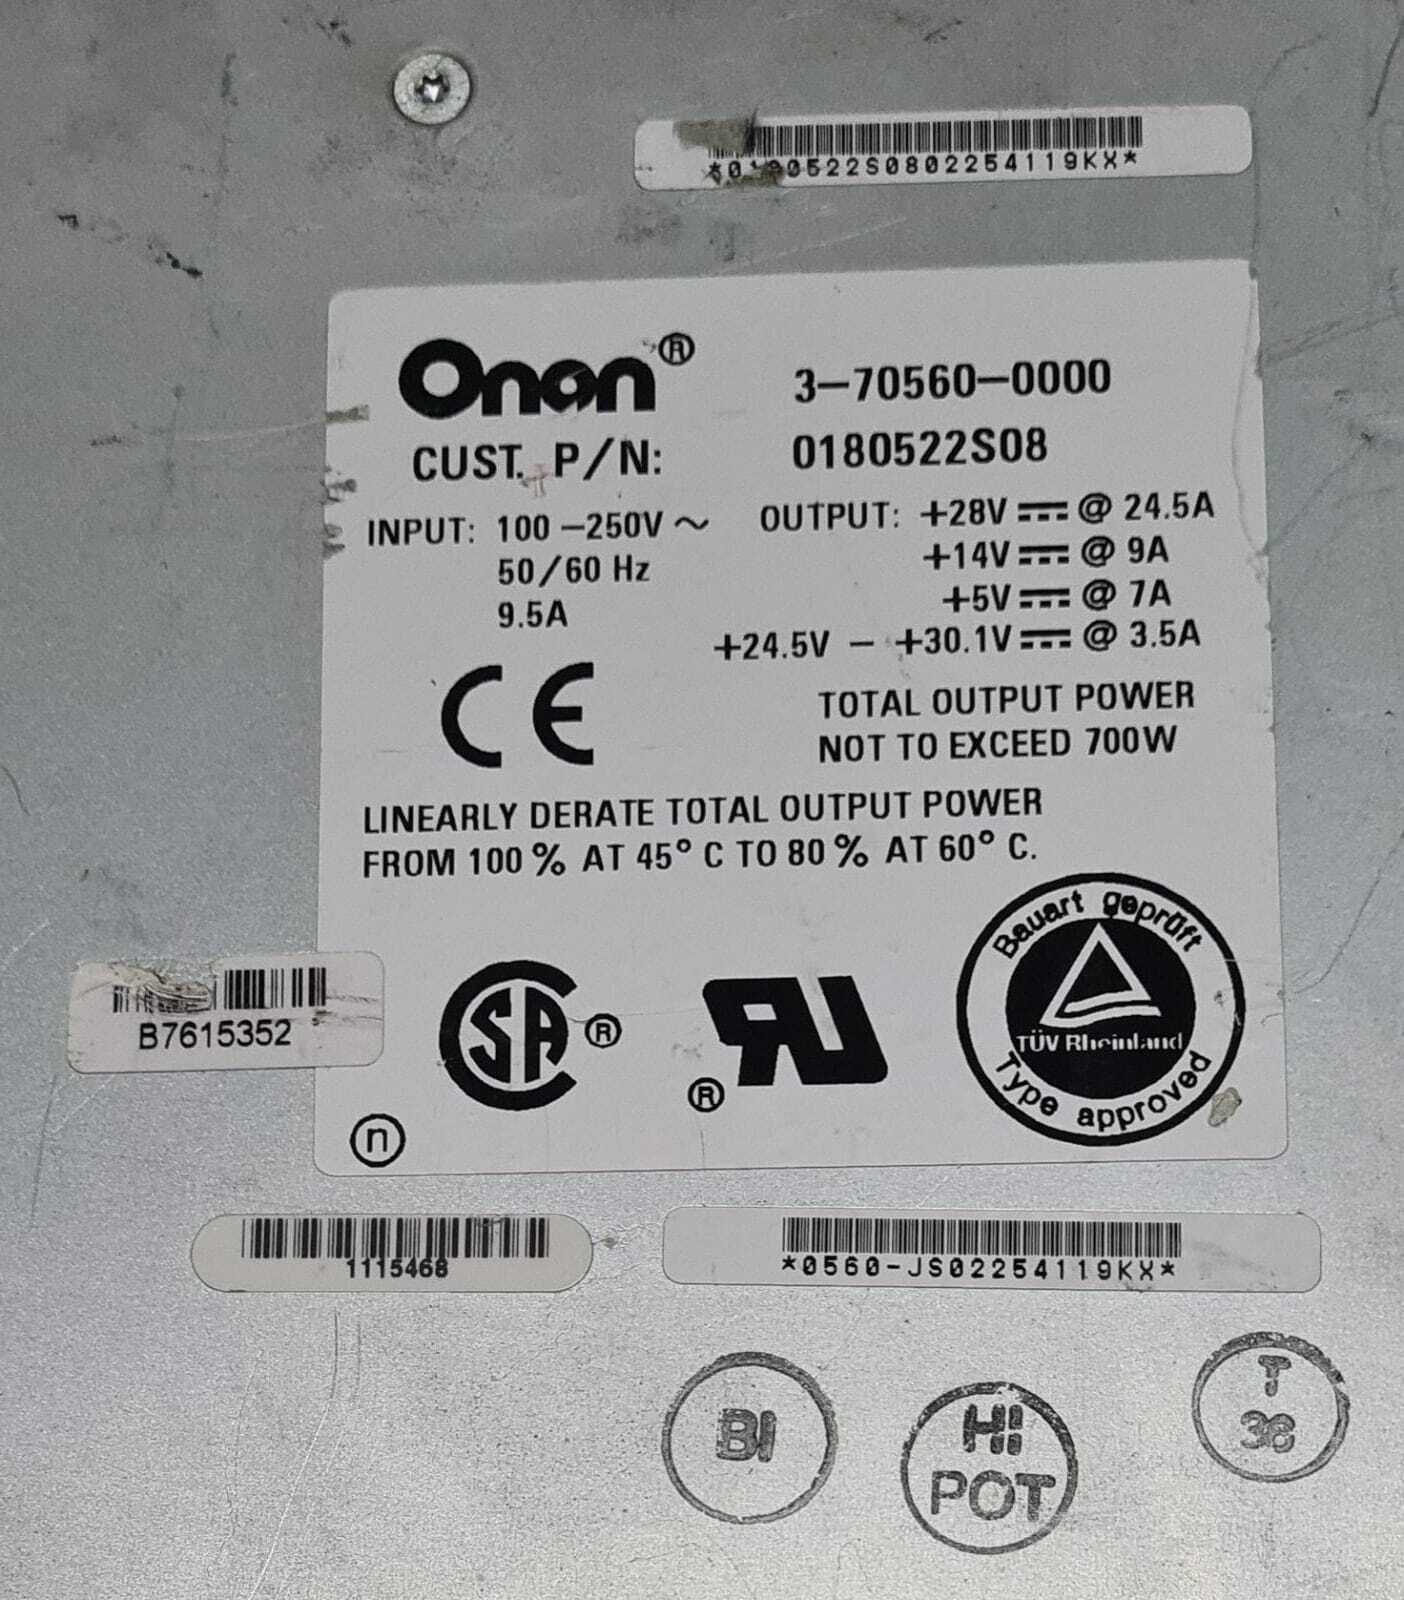 *0180522S0802254119KX*
Onan®
3-70560-0000
CUST. P/N:
0180522S08
INPUT: 100 -250V ~
50/60 Hz
9.5A
OUTPUT: +28V ⎓ @ 24.5A
+14V ⎓ @ 9A
+5V ⎓ @ 7A
+24.5V - +30.1V ⎓ @ 3.5A
CE
TOTAL OUTPUT POWER
NOT TO EXCEED 700W
LINEARLY DERATE TOTAL OUTPUT POWER
FROM 100% AT 45° C TO 80% AT 60° C.
B7615352
SA ®
RU ®
Bauart geprüft
TÜV Rheinland
Type approved
n
1115468
*0560-JS02254119KX*
BI
HI
POT
T
38